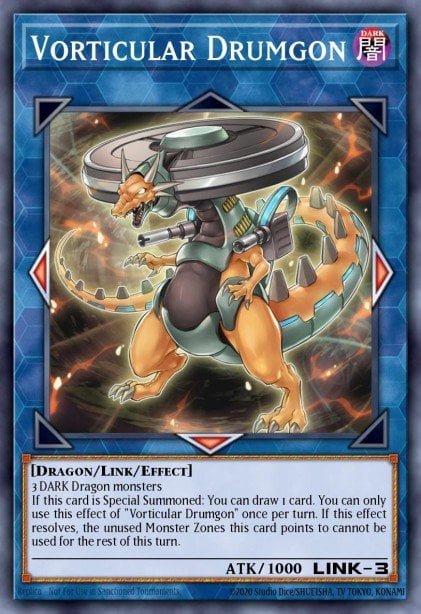 VORTICULAR DRUMGON
DARK
闇
[DRAGON/LINK/EFFECT]
3 DARK Dragon monsters
If this card is Special Summoned: You can draw 1 card. You can only
use this effect of "Vorticular Drumgon" once per turn. If this effect
resolves, the unused Monster Zones this card points to cannot be
used for the rest of this turn.
ATK/1000 LINK-3
Replica - Not For Use in Sanctioned Tornaments
©2020 Studio Dice/SHUEISHA, TV TOKYO, KONAMI